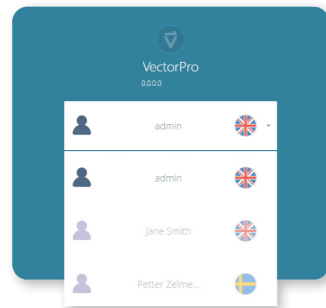 VectorPro
0.0.0.0
admin
admin
Jane Smith
Petter Zelme...